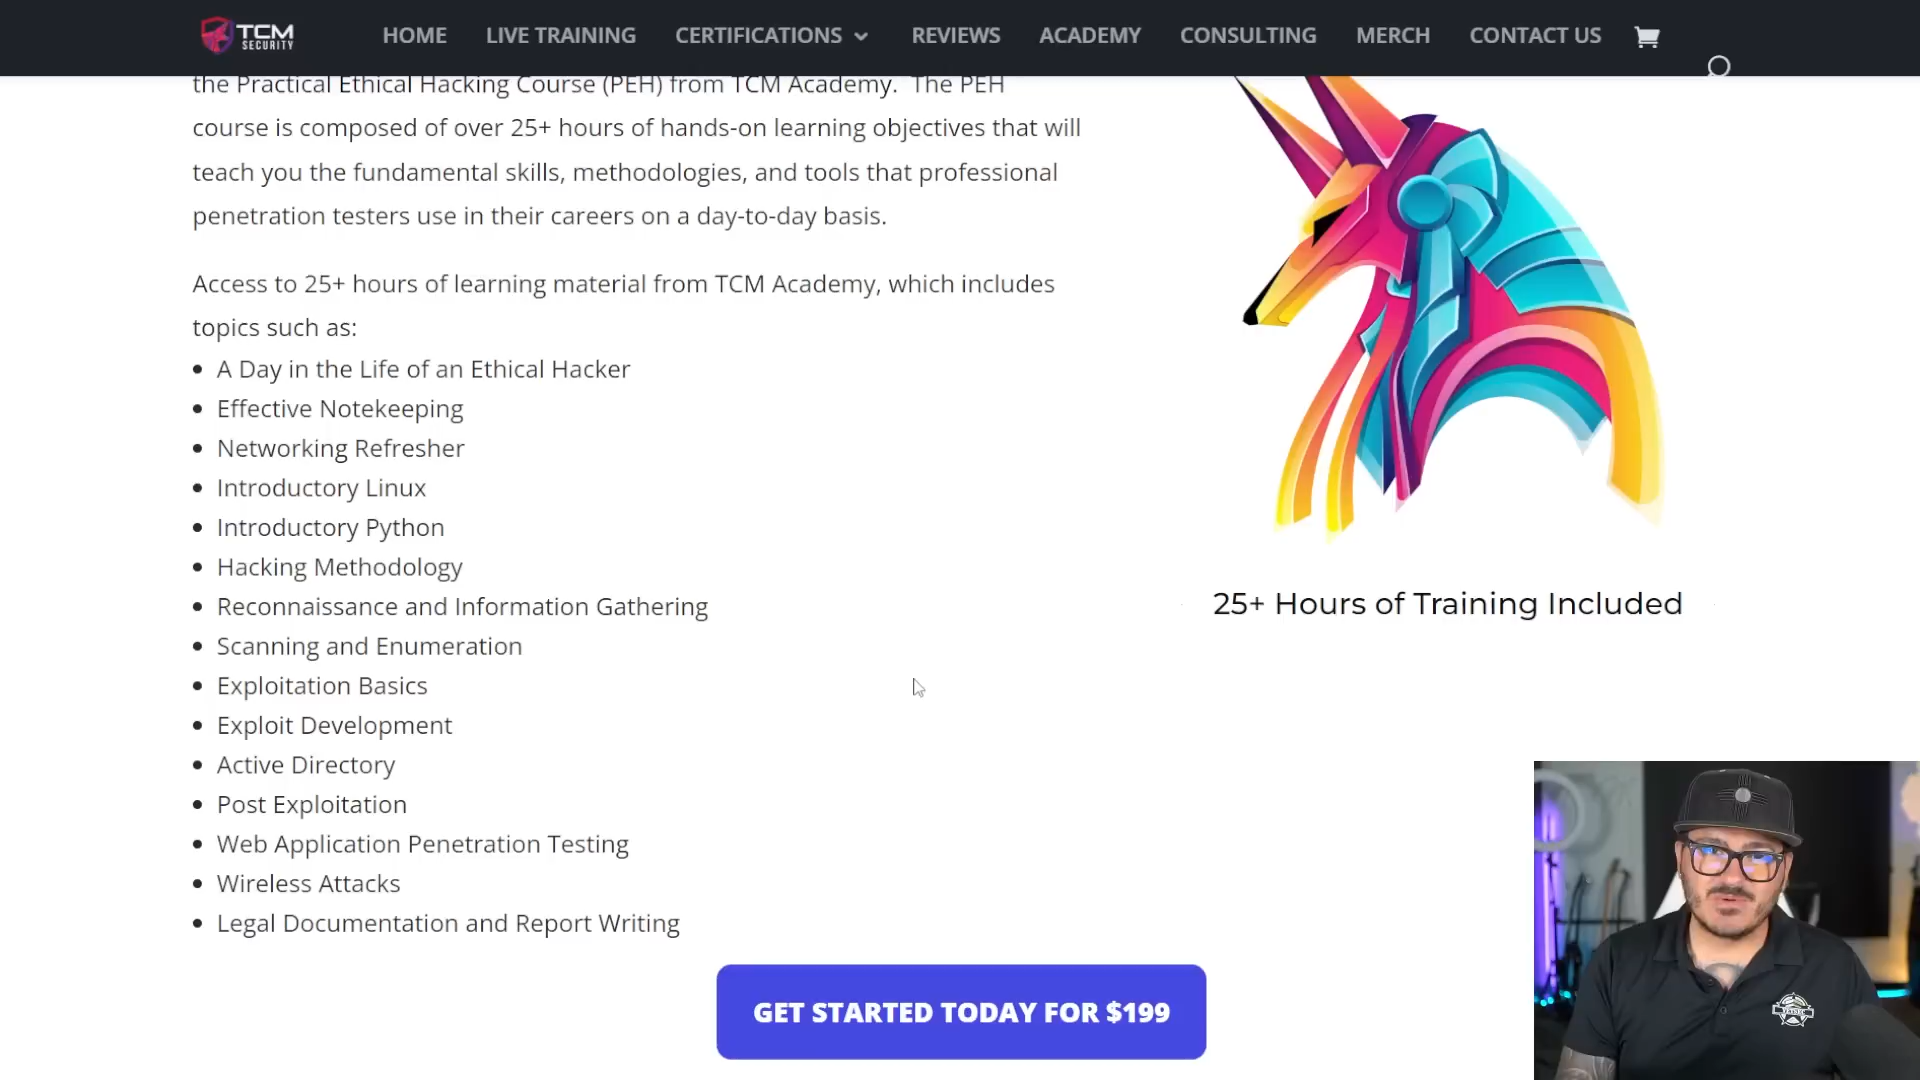 TCM
SECURITY
HOME
LIVE TRAINING
CERTIFICATIONS
REVIEWS
ACADEMY
CONSULTING
MERCH
CONTACT US
the Practical Ethical Hacking Course (PEH) from TCM Academy. The PEH
course is composed of over 25+ hours of hands-on learning objectives that will
teach you the fundamental skills, methodologies, and tools that professional
penetration testers use in their careers on a day-to-day basis.
Access to 25+ hours of learning material from TCM Academy, which includes
topics such as:
• A Day in the Life of an Ethical Hacker
• Effective Notekeeping
• Networking Refresher
• Introductory Linux
• Introductory Python
• Hacking Methodology
• Reconnaissance and Information Gathering
• Scanning and Enumeration
• Exploitation Basics
• Exploit Development
• Active Directory
• Post Exploitation
• Web Application Penetration Testing
• Wireless Attacks
• Legal Documentation and Report Writing
25+ Hours of Training Included
GET STARTED TODAY FOR $199